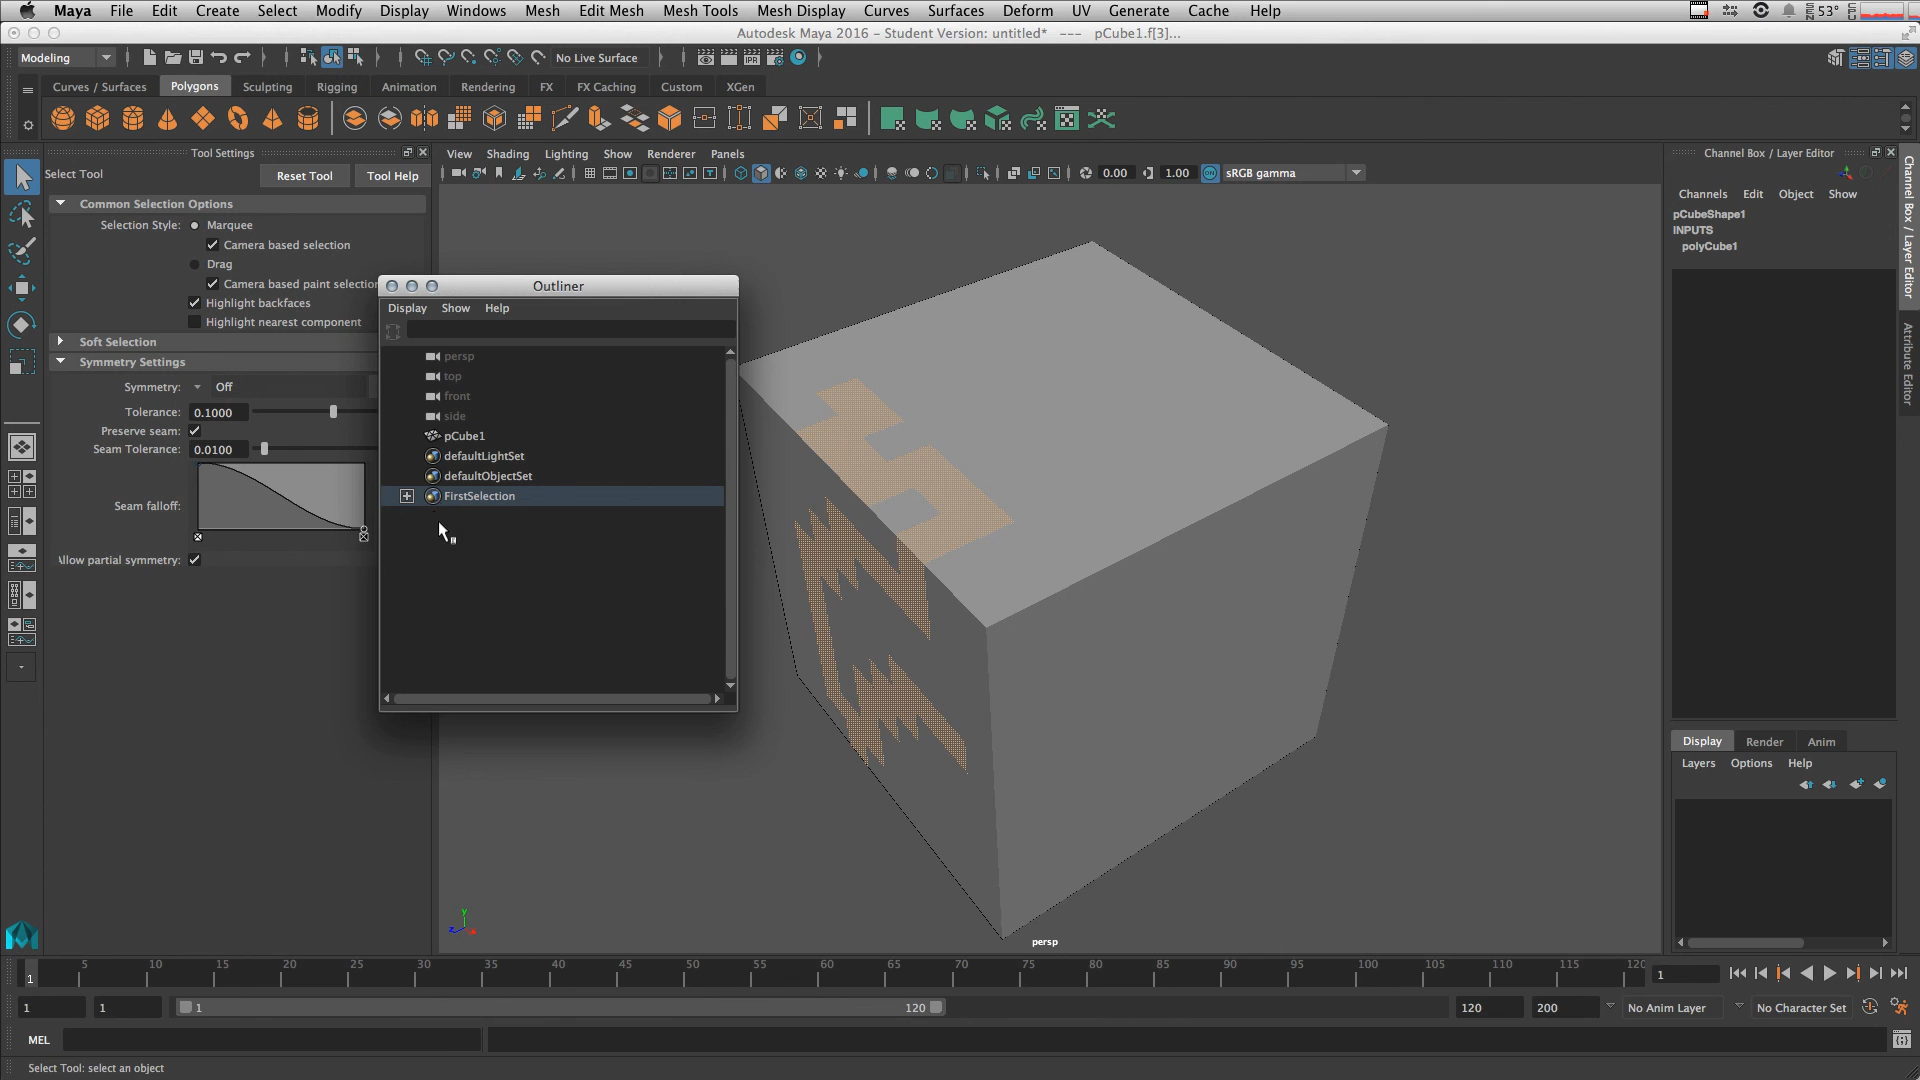 Maya File Edit Create Select Modify Display Windows Mesh Edit Mesh Mesh Tools Mesh Display Curves Surfaces Deform UV Generate Cache Help 53°
Autodesk Maya 2016 - Student Version: untitled* --- pCube1.f[3]...
Modeling No Live Surface
Curves / Surfaces Polygons Sculpting Rigging Animation Rendering FX FX Caching Custom XGen
Tool Settings
Select Tool Reset Tool Tool Help
Common Selection Options
Selection Style: Marquee
Camera based selection
Drag
Camera based paint selection
Highlight backfaces
Highlight nearest component
Soft Selection
Symmetry Settings
Symmetry: Off
Tolerance: 0.1000
Preserve seam:
Seam Tolerance: 0.0100
Seam falloff:
Allow partial symmetry:
View Shading Lighting Show Renderer Panels
0.00 1.00 ON sRGB gamma
Outliner
Display Show Help
persp
top
front
side
pCube1
defaultLightSet
defaultObjectSet
FirstSelection
y
z x
persp
Channel Box / Layer Editor
Channels Edit Object Show
pCubeShape1
INPUTS
polyCube1
Channel Box / Layer Editor
Attribute Editor
Display Render Anim
Layers Options Help
1 5 10 15 20 25 30 35 40 45 50 55 60 65 70 75 80 85 90 95 100 105 110 115 120 1
1 1 1 120 120 200 No Anim Layer No Character Set
MEL
Select Tool: select an object